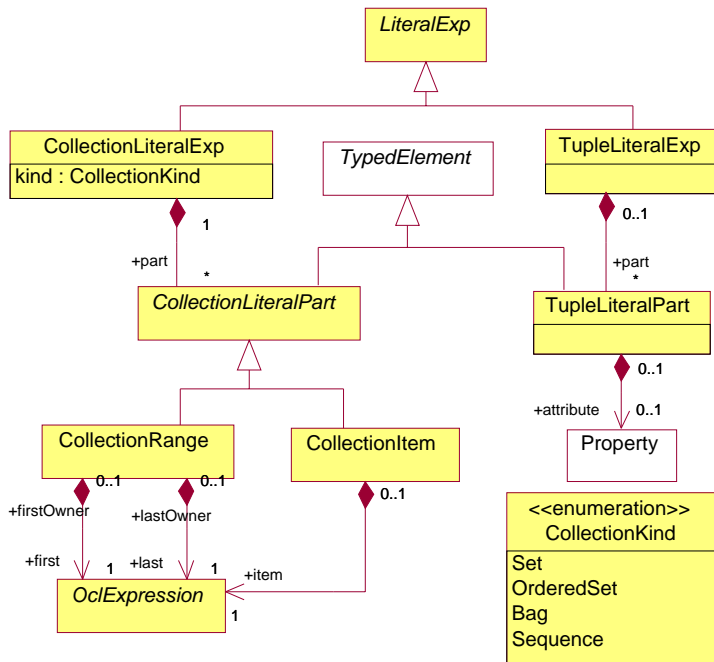 LiteralExp
CollectionLiteralExp
kind : CollectionKind
TypedElement
TupleLiteralExp
1
0..1
+part
*
+part
*
CollectionLiteralPart
TupleLiteralPart
0..1
+attribute
0..1
CollectionRange
CollectionItem
Property
0..1
0..1
0..1
+firstOwner
+lastOwner
+first
1
+last
1
+item
1
OclExpression
<<enumeration>>
CollectionKind
Set
OrderedSet
Bag
Sequence